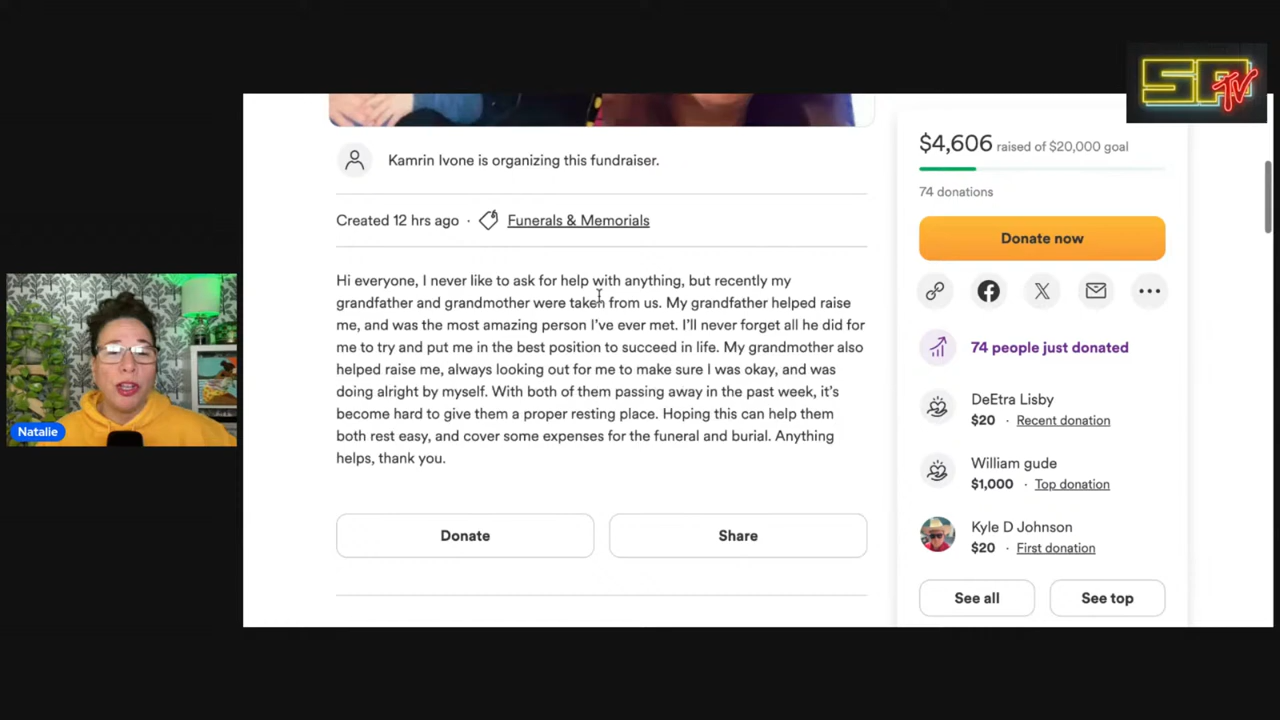 SPTV
Kamrin Ivone is organizing this fundraiser.
Created 12 hrs ago · Funerals & Memorials
Hi everyone, I never like to ask for help with anything, but recently my
grandfather and grandmother were taken from us. My grandfather helped raise
me, and was the most amazing person I've ever met. I'll never forget all he did for
me to try and put me in the best position to succeed in life. My grandmother also
helped raise me, always looking out for me to make sure I was okay, and was
doing alright by myself. With both of them passing away in the past week, it's
become hard to give them a proper resting place. Hoping this can help them
both rest easy, and cover some expenses for the funeral and burial. Anything
helps, thank you.
Donate
Share
$4,606 raised of $20,000 goal
74 donations
Donate now
74 people just donated
DeEtra Lisby
$20 · Recent donation
William gude
$1,000 · Top donation
Kyle D Johnson
$20 · First donation
See all
See top
Natalie